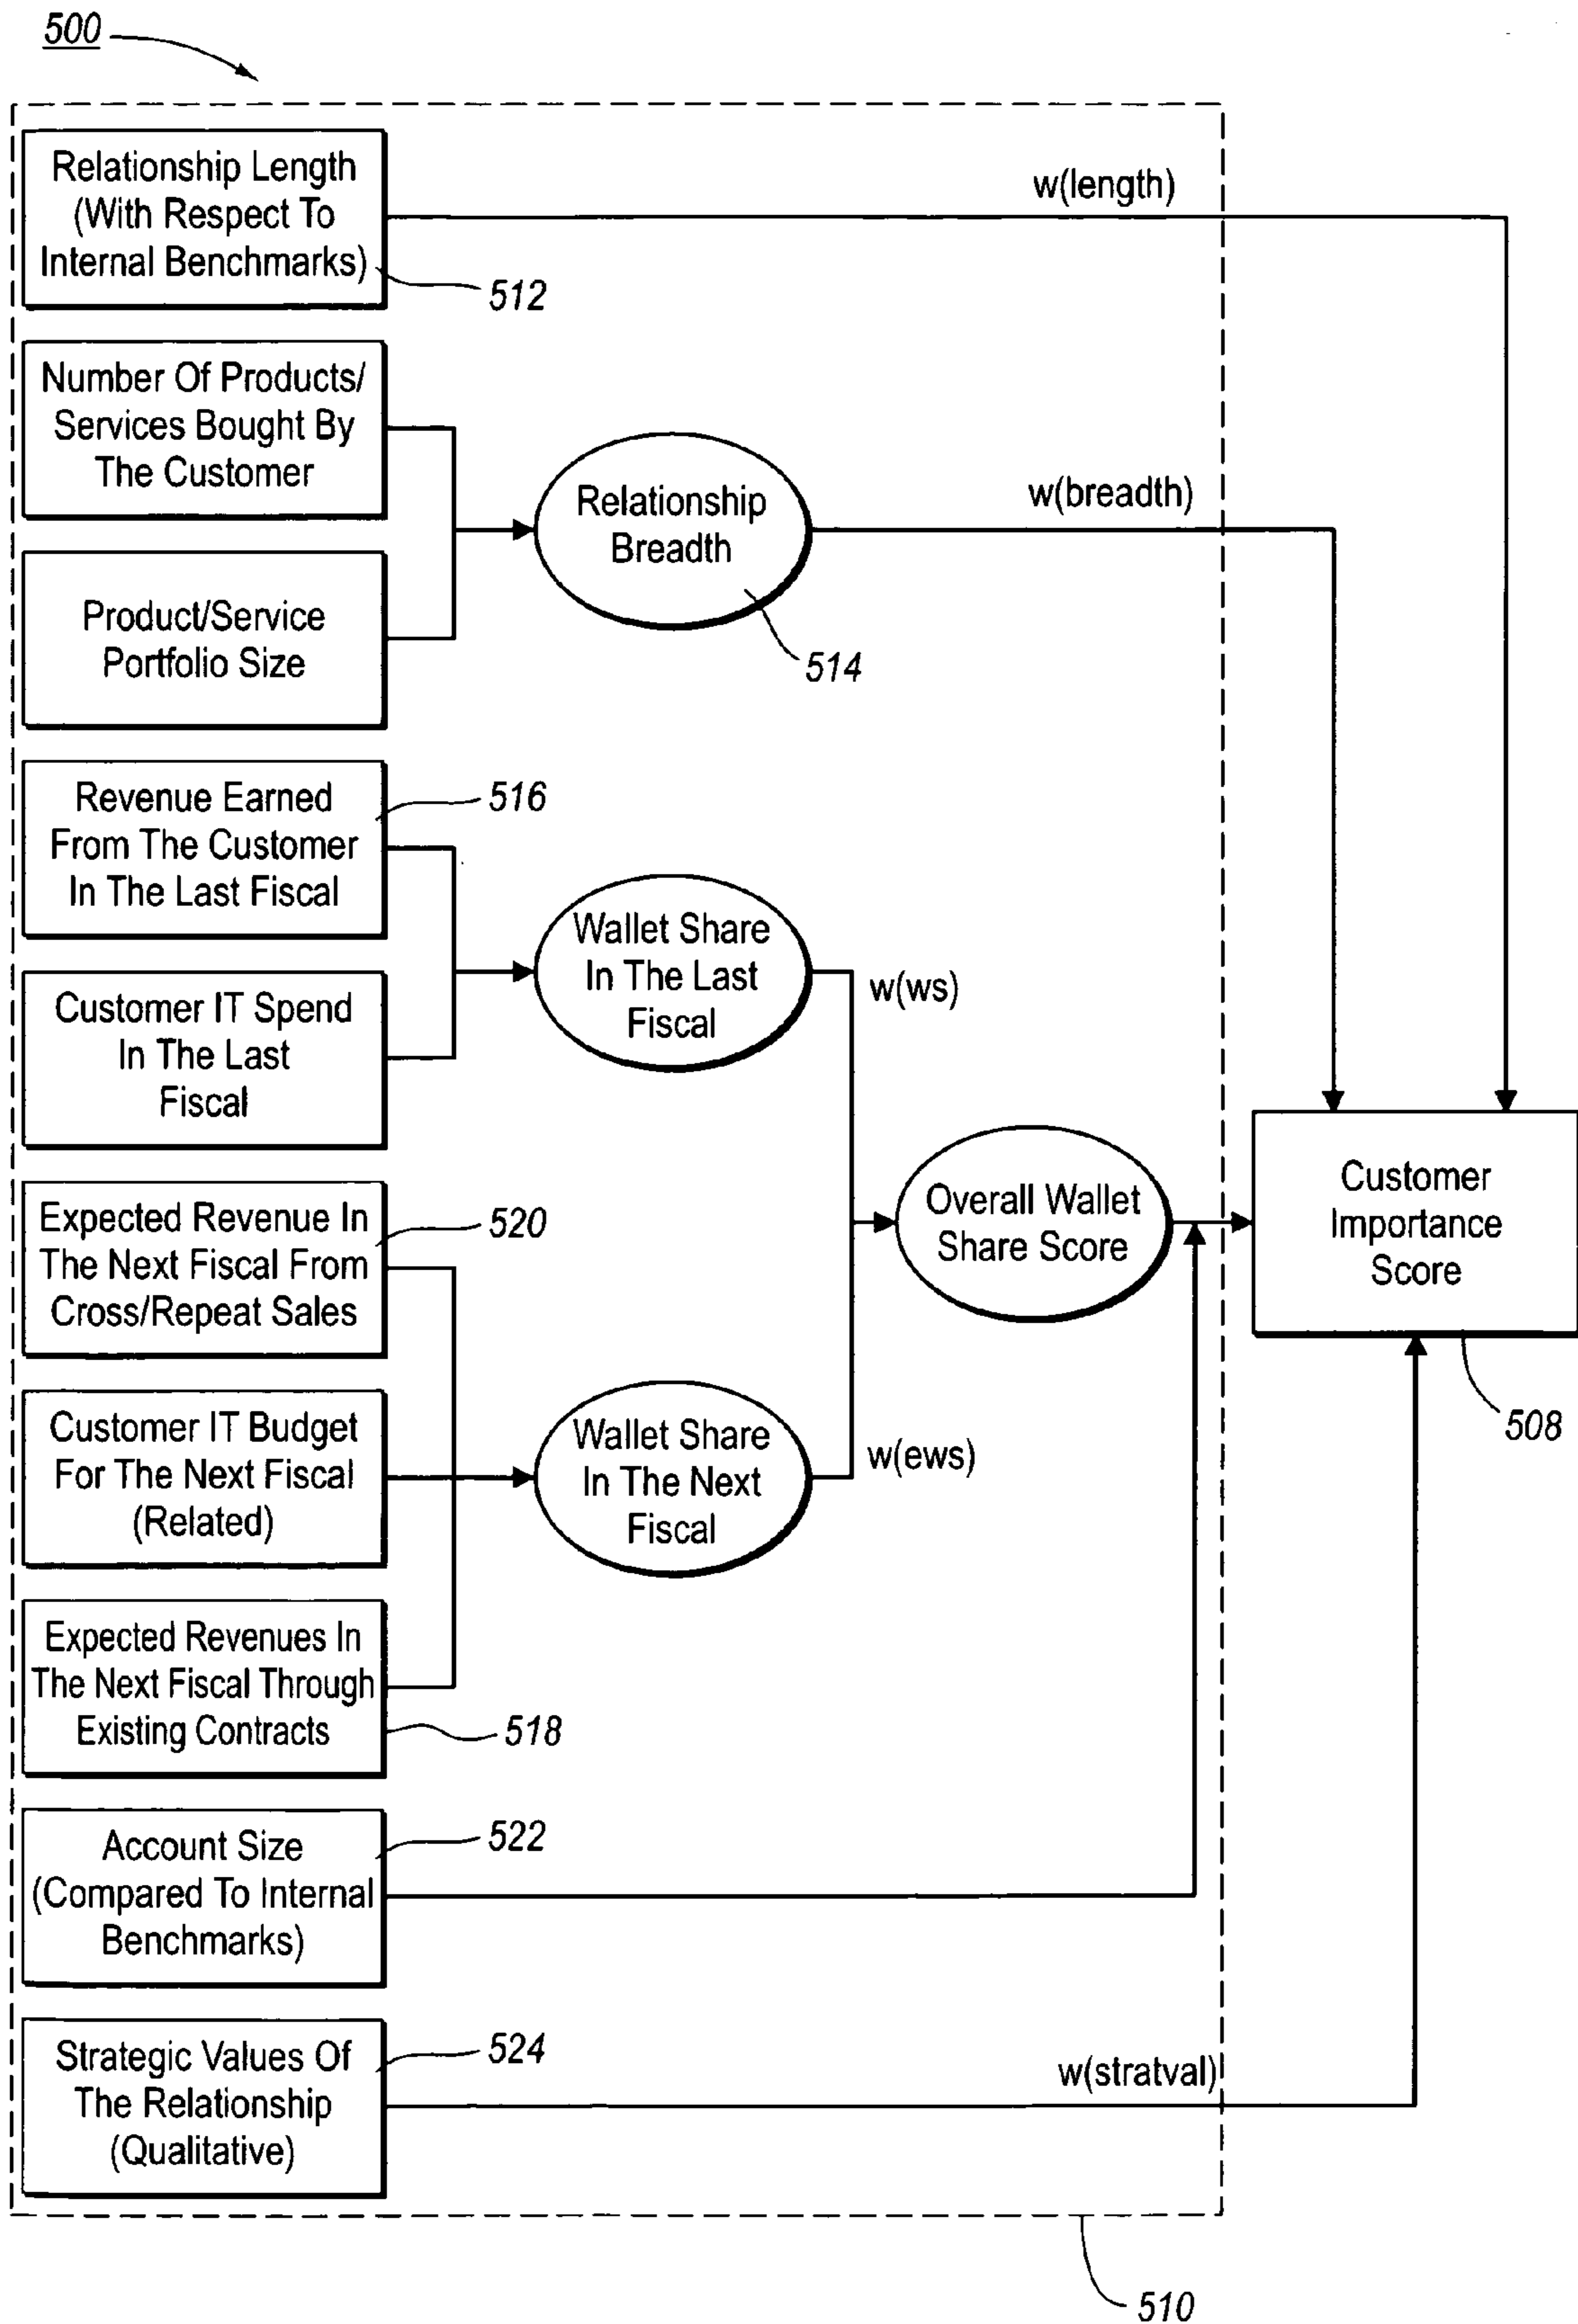 500
Relationship Length
(With Respect To
Internal Benchmarks)
512
w(length)
Number Of Products/
Services Bought By
The Customer
Product/Service
Portfolio Size
Relationship
Breadth
514
w(breadth)
Revenue Earned
From The Customer
In The Last Fiscal
516
Customer IT Spend
In The Last
Fiscal
Wallet Share
In The Last
Fiscal
w(ws)
Expected Revenue In
The Next Fiscal From
Cross/Repeat Sales
520
Customer IT Budget
For The Next Fiscal
(Related)
Expected Revenues In
The Next Fiscal Through
Existing Contracts
518
Wallet Share
In The Next
Fiscal
w(ews)
Overall Wallet
Share Score
Customer
Importance
Score
508
Account Size
(Compared To Internal
Benchmarks)
522
Strategic Values Of
The Relationship
(Qualitative)
524
w(stratval)
510